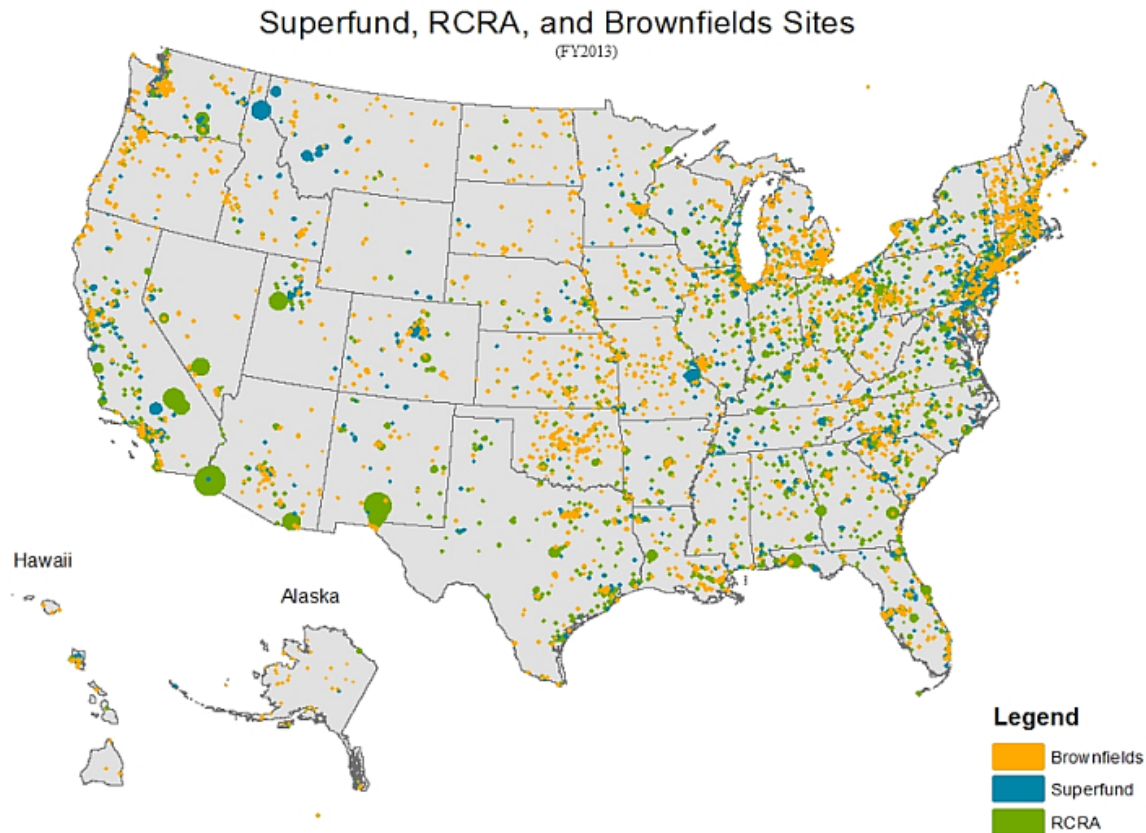 Superfund, RCRA, and Brownfields Sites
(FY2013)
Hawaii
Alaska
Legend
Brownfields
Superfund
RCRA